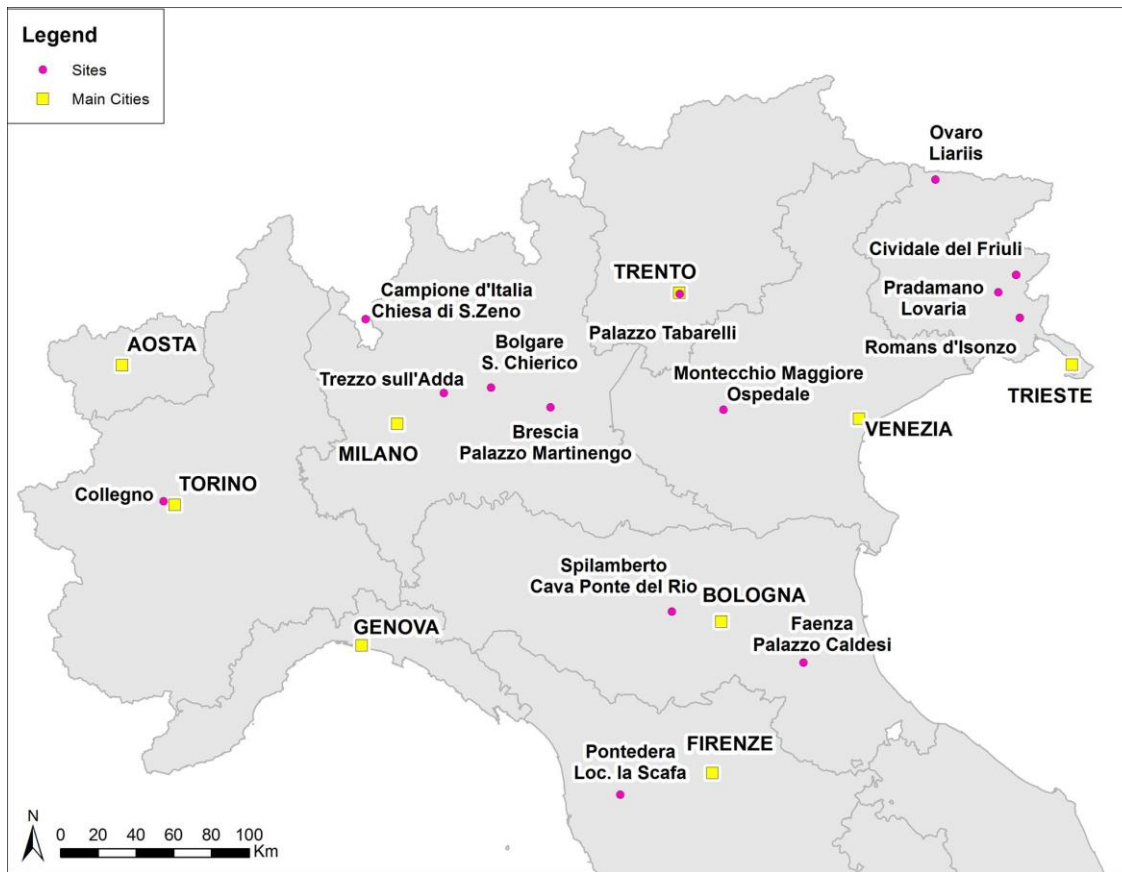 Legend
Sites
Main Cities
Ovaro
Liariis
Cividale del Friuli
TRENTO
Pradamano
Lovaria
Campione d'Italia
Chiesa di S.Zeno
Palazzo Tabarelli
Romans d'Isonzo
AOSTA
Bolgare
S. Chierico
Trezzo sull'Adda
Montecchio Maggiore
Ospedale
TRIESTE
Brescia
Palazzo Martinengo
VENEZIA
MILANO
Collegno
TORINO
Spilamberto
Cava Ponte del Rio
BOLOGNA
Faenza
Palazzo Caldesi
GENOVA
Pontedera
Loc. la Scafa
FIRENZE
N
0 20 40 60 80 100
Km